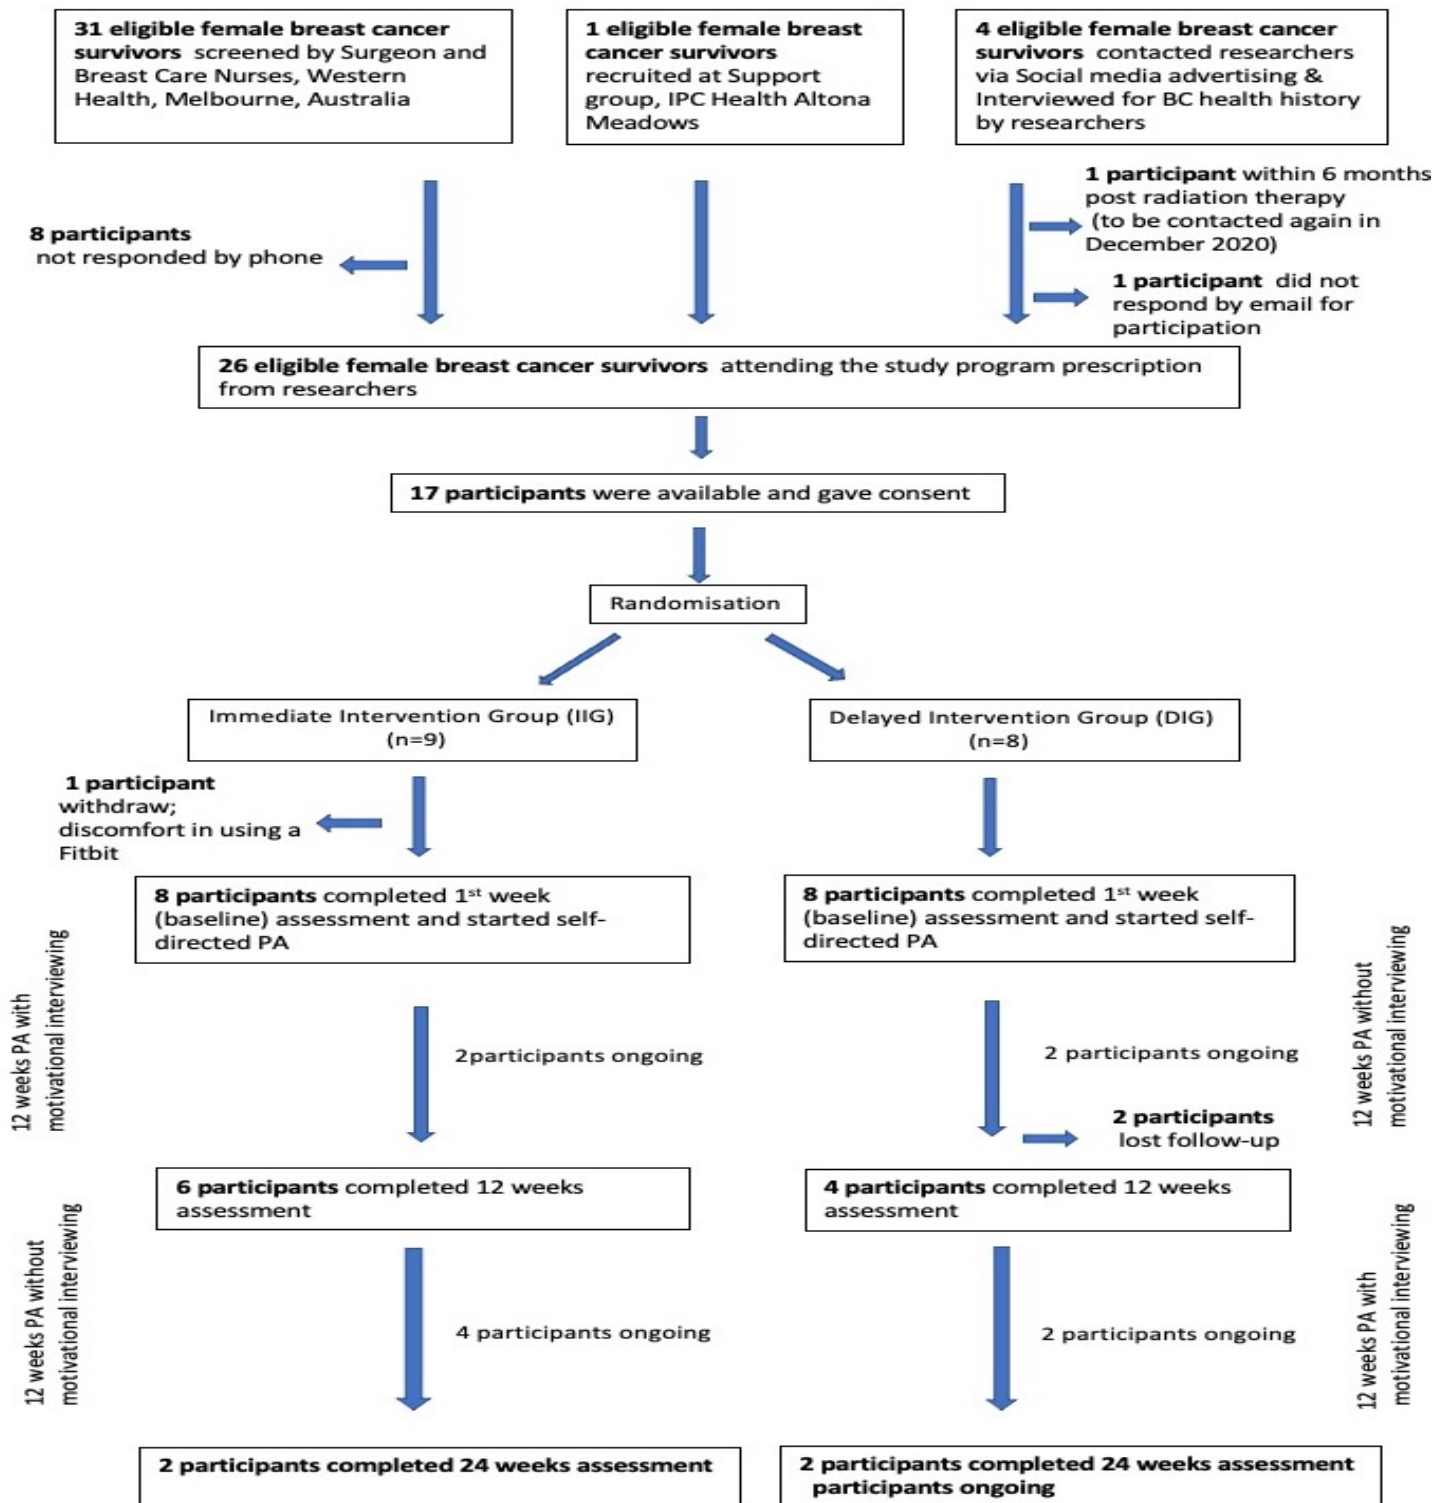 31 eligible female breast cancer
survivors screened by Surgeon and
Breast Care Nurses, Western
Health, Melbourne, Australia
1 eligible female breast
cancer survivors
recruited at Support
group, IPC Health Altona
Meadows
4 eligible female breast cancer
survivors contacted researchers
via Social media advertising &
Interviewed for BC health history
by researchers
8 participants
not responded by phone
1 participant within 6 months
post radiation therapy
(to be contacted again in
December 2020)
1 participant did not
respond by email for
participation
26 eligible female breast cancer survivors attending the study program prescription
from researchers
17 participants were available and gave consent
Randomisation
Immediate Intervention Group (IIG)
(n=9)
Delayed Intervention Group (DIG)
(n=8)
1 participant
withdraw;
discomfort in using a
Fitbit
8 participants completed 1st week
(baseline) assessment and started self-
directed PA
8 participants completed 1st week
(baseline) assessment and started self-
directed PA
12 weeks PA with
motivational interviewing
2participants ongoing
2 participants ongoing
12 weeks PA without
motivational interviewing
2 participants
lost follow-up
6 participants completed 12 weeks
assessment
4 participants completed 12 weeks
assessment
12 weeks PA without
motivational interviewing
4 participants ongoing
2 participants ongoing
12 weeks PA with
motivational interviewing
2 participants completed 24 weeks assessment
2 participants completed 24 weeks assessment
participants ongoing